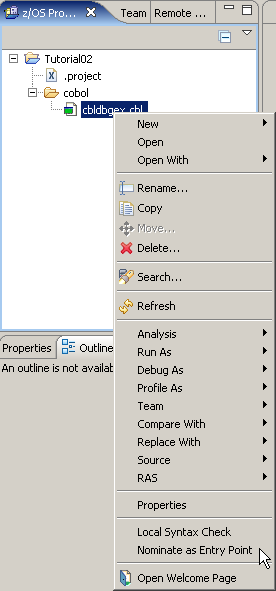 z/OS Pro...
Team
Remote ...
Tutorial02
.project
cobol
cbldbgex.cbl
New
Open
Open With
Rename...
Copy
Move...
Delete...
Search...
Refresh
Analysis
Run As
Debug As
Profile As
Team
Compare With
Replace With
Source
RAS
Properties
Local Syntax Check
Nominate as Entry Point
Open Welcome Page
Properties
Outline
An outline is not availab